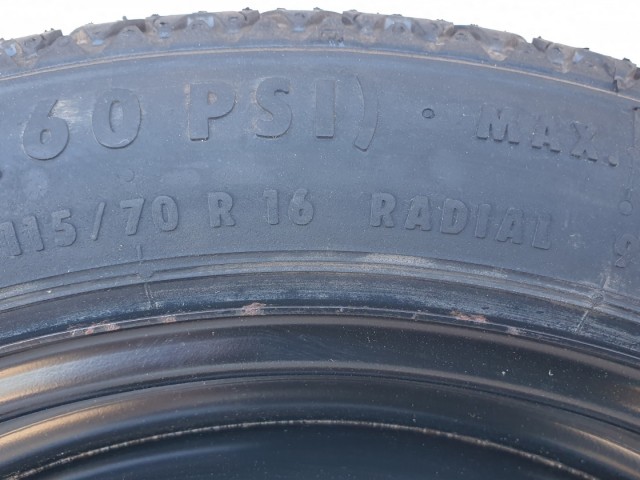 60 PSI) · MAX.
115/70 R 16 RADIAL